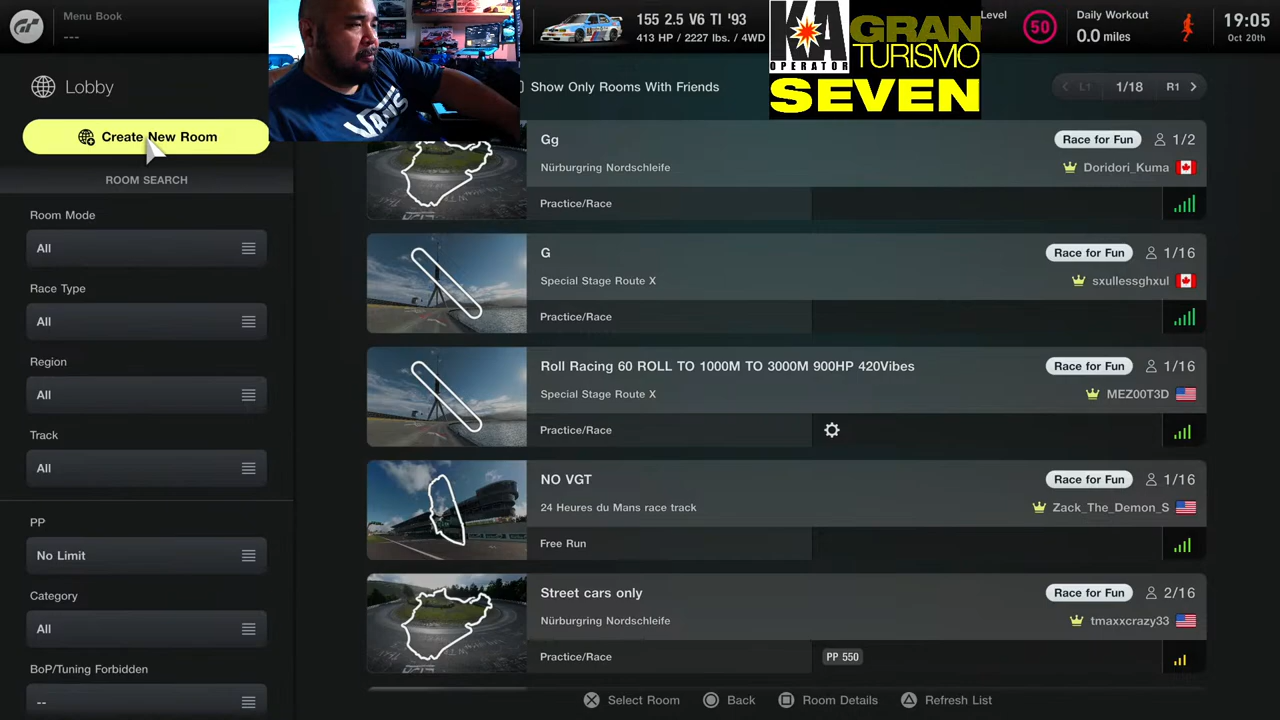 Menu Book
---
155 2.5 V6 TI '93
413 HP / 2227 lbs. / 4WD
KA
OPERATOR
GRAN
TURISMO
SEVEN
Level
50
Daily Workout
0.0 miles
19:05
Oct 20th
Lobby
Create New Room
ROOM SEARCH
Room Mode
All
Race Type
All
Region
All
Track
All
PP
No Limit
Category
All
BoP/Tuning Forbidden
--
VANS
Show Only Rooms With Friends
L1
1/18
R1
Gg
Race for Fun
1/2
Nürburgring Nordschleife
Doridori_Kuma
Practice/Race
G
Race for Fun
1/16
Special Stage Route X
sxullessghxul
Practice/Race
Roll Racing 60 ROLL TO 1000M TO 3000M 900HP 420Vibes
Race for Fun
1/16
Special Stage Route X
MEZ00T3D
Practice/Race
NO VGT
Race for Fun
1/16
24 Heures du Mans race track
Zack_The_Demon_S
Free Run
Street cars only
Race for Fun
2/16
Nürburgring Nordschleife
tmaxxcrazy33
Practice/Race
PP 550
Select Room
Back
Room Details
Refresh List